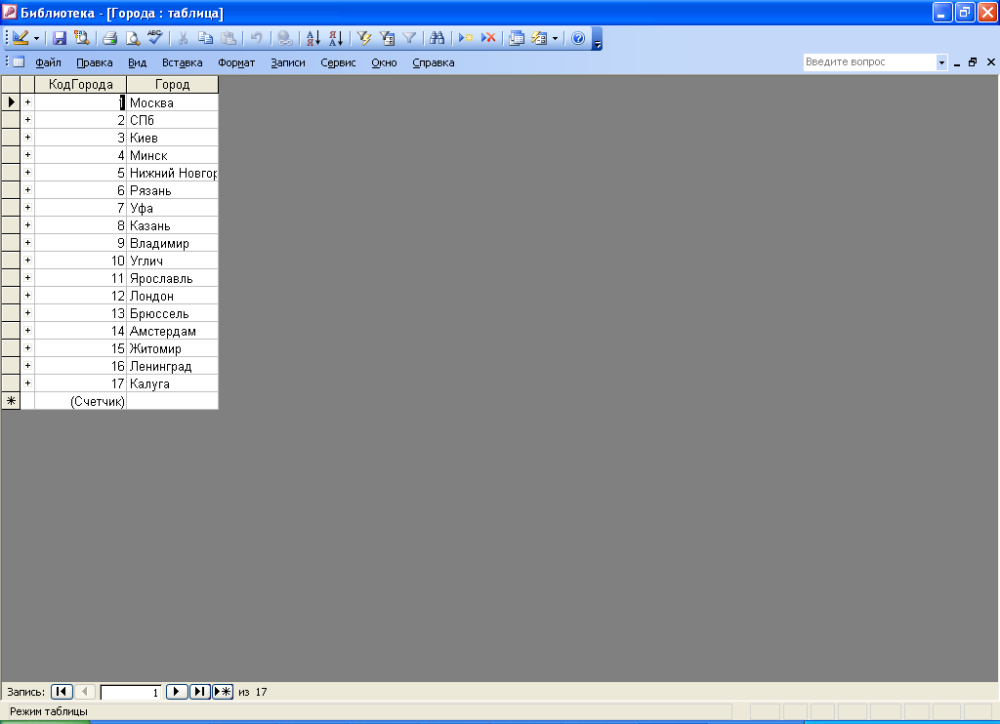 Библиотека - [Города : таблица]
Файл Правка Вид Вставка Формат Записи Сервис Окно Справка Введите вопрос
КодГорода Город
1 Москва
2 СПб
3 Киев
4 Минск
5 Нижний Новгор
6 Рязань
7 Уфа
8 Казань
9 Владимир
10 Углич
11 Ярославль
12 Лондон
13 Брюссель
14 Амстердам
15 Житомир
16 Ленинград
17 Калуга
(Счетчик)
Запись: 1 из 17
Режим таблицы